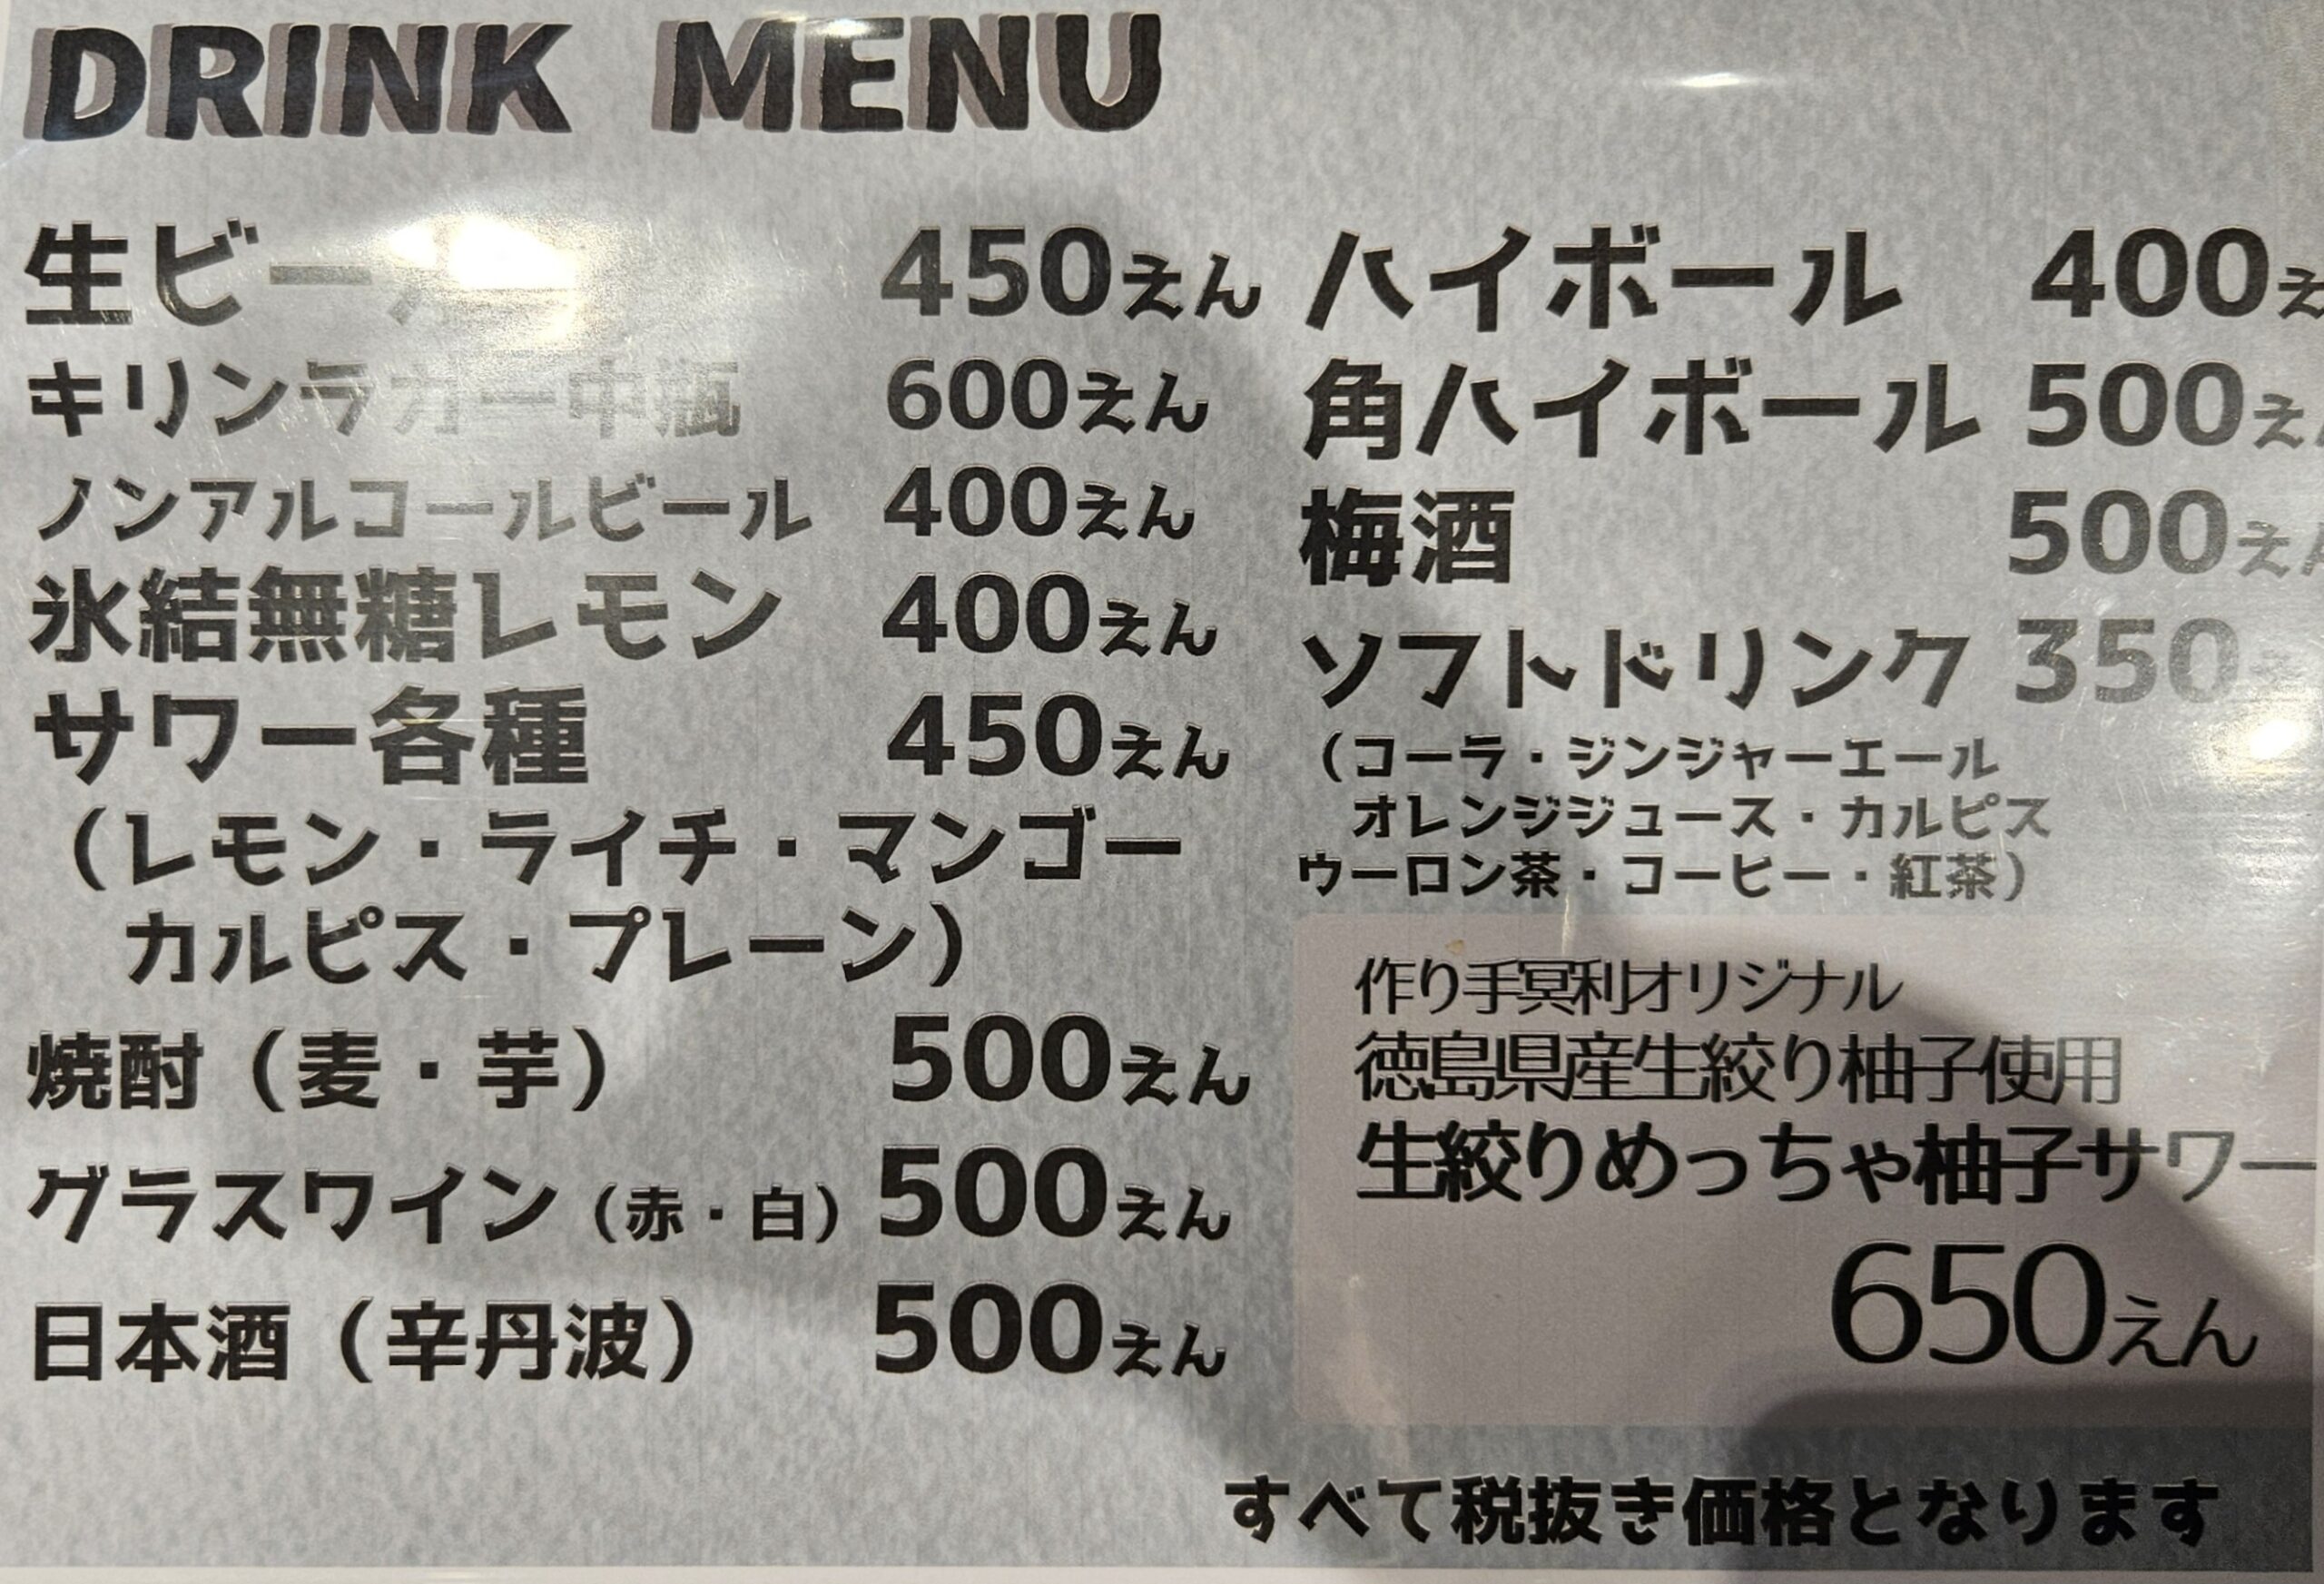 DRINK MENU
生ビール 450えん
キリンラガー中瓶 600えん
ノンアルコールビール 400えん
氷結無糖レモン 400えん
サワー各種 450えん
（レモン・ライチ・マンゴー
カルピス・プレーン）
焼酎（麦・芋） 500えん
グラスワイン（赤・白） 500えん
日本酒（辛丹波） 500えん
ハイボール 400え
角ハイボール 500え
梅酒 500えん
ソフトドリンク 350え
（コーラ・ジンジャーエール
オレンジジュース・カルピス
ウーロン茶・コーヒー・紅茶）
作り手冥利オリジナル
徳島県産生絞り柚子使用
生絞りめっちゃ柚子サワー
650えん
すべて税抜き価格となります